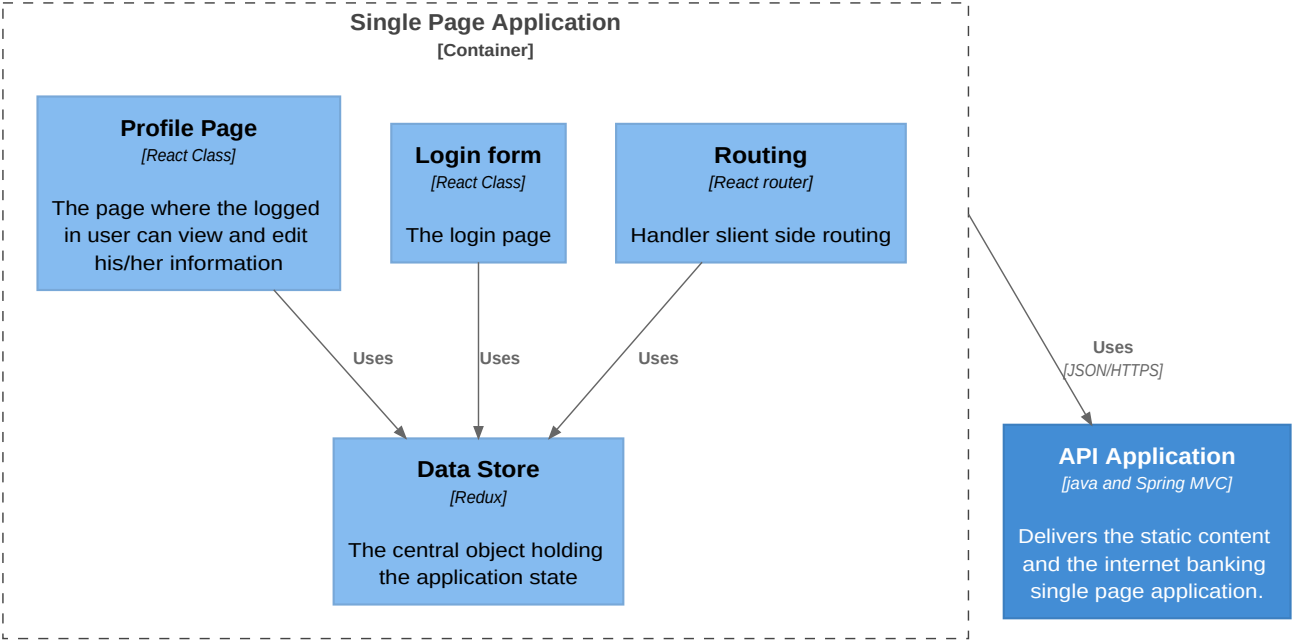 Single Page Application
[Container]
Profile Page
[React Class]
The page where the logged
in user can view and edit
his/her information
Login form
[React Class]
The login page
Routing
[React router]
Handler slient side routing
Uses
Uses
Uses
Uses
[JSON/HTTPS]
Data Store
[Redux]
The central object holding
the application state
API Application
[java and Spring MVC]
Delivers the static content
and the internet banking
single page application.